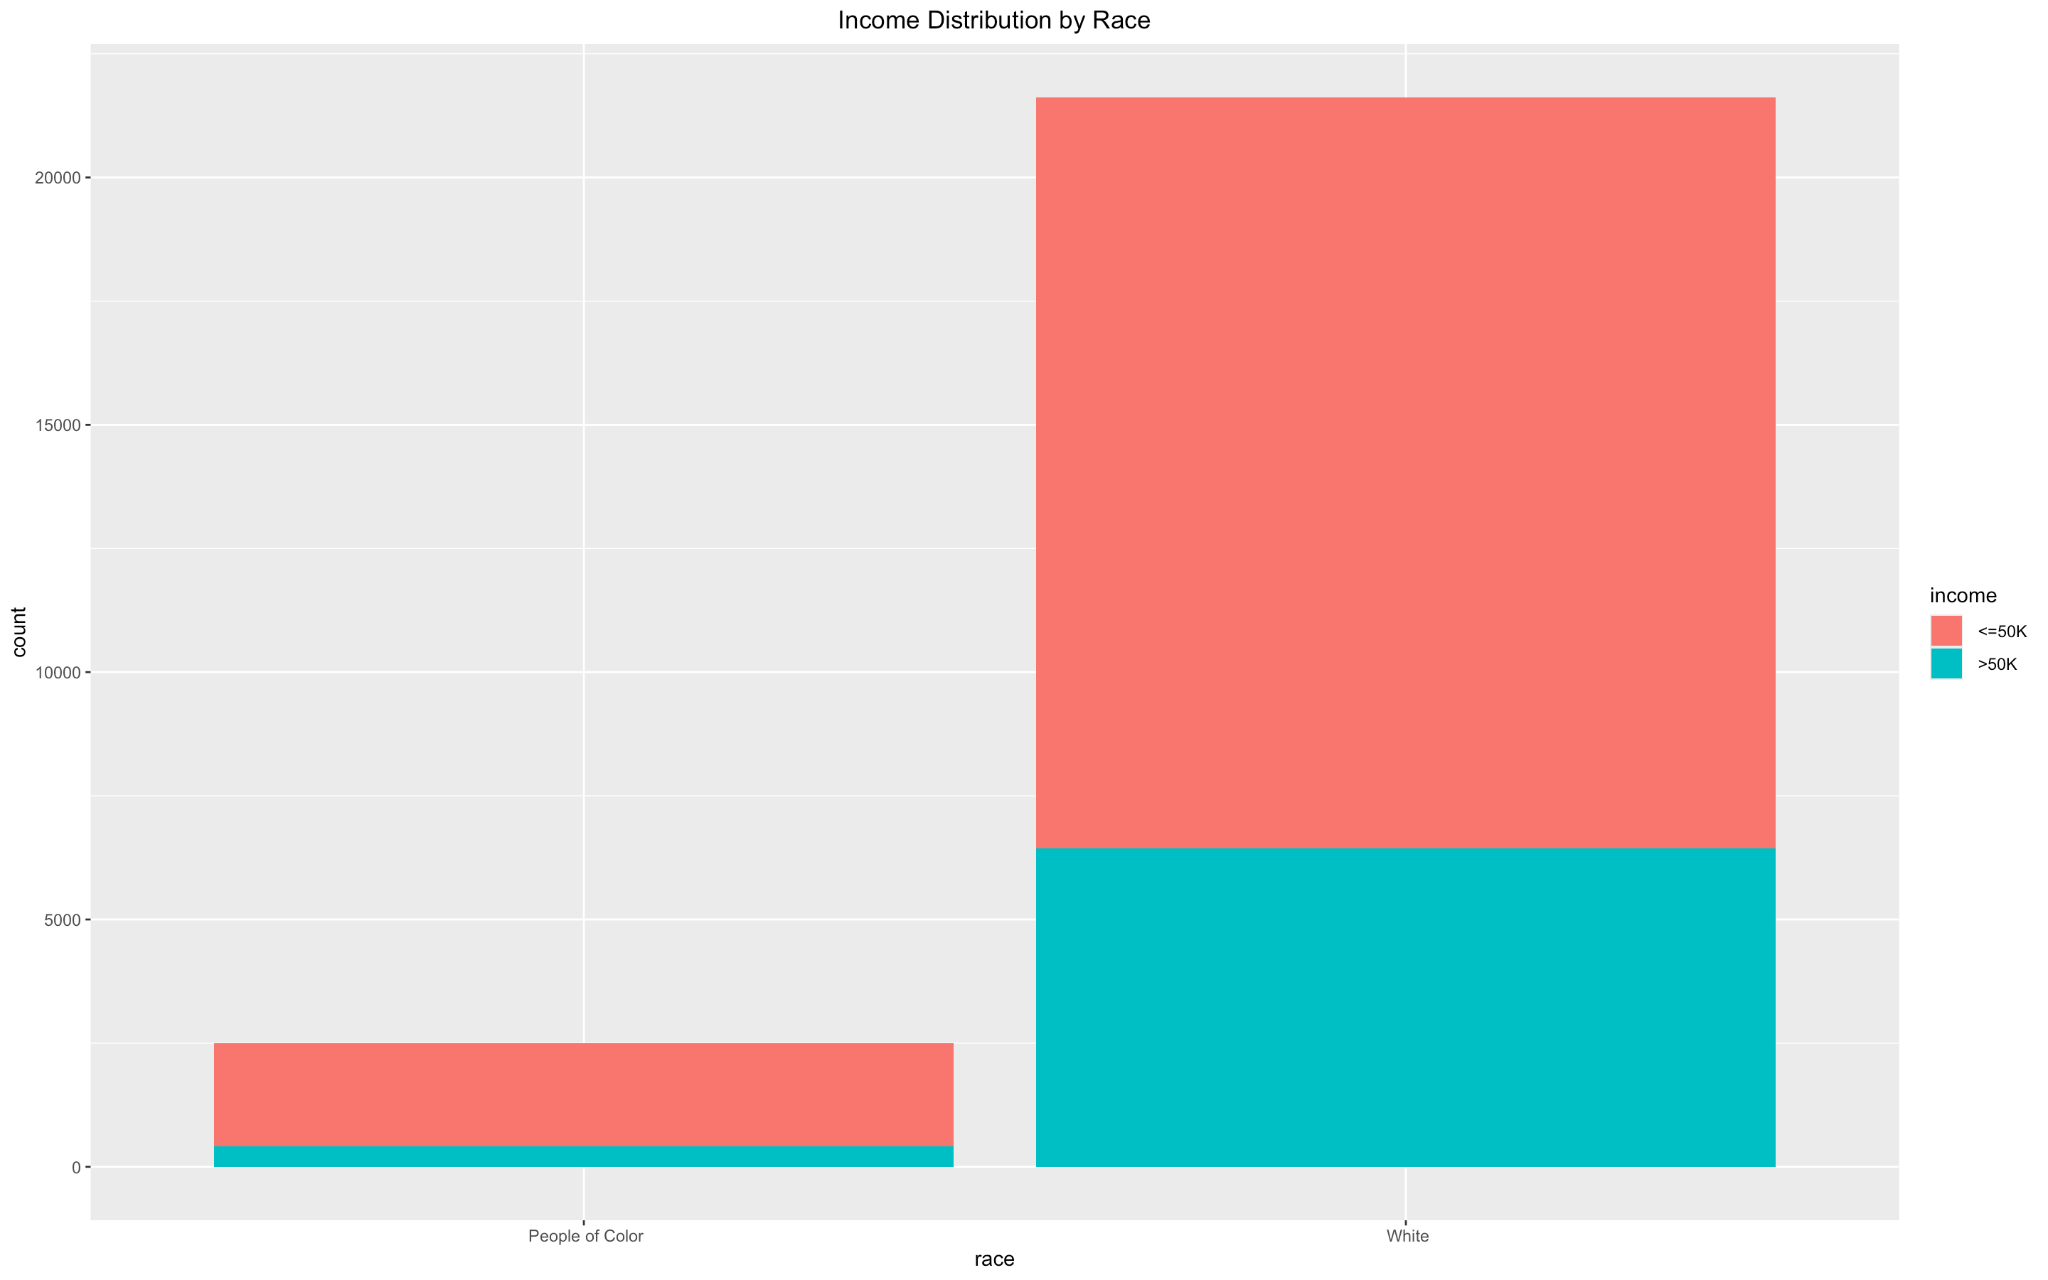 Income Distribution by Race
20000
15000
10000
5000
0
count
People of Color
White
race
income
<=50K
>50K